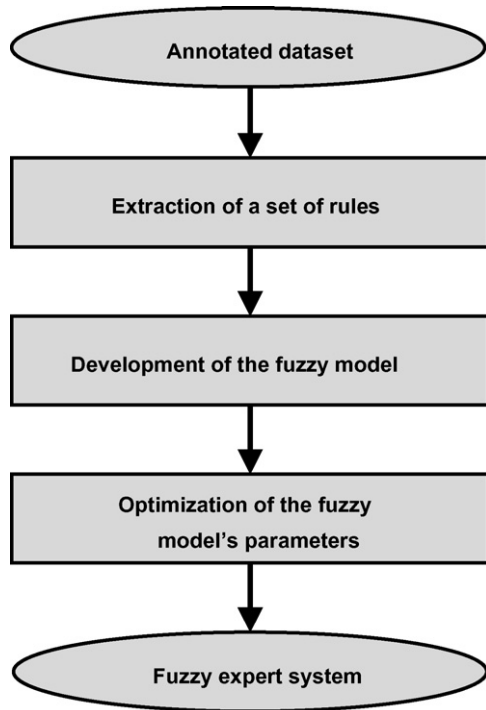 Annotated dataset
Extraction of a set of rules
Development of the fuzzy model
Optimization of the fuzzy
model's parameters
Fuzzy expert system